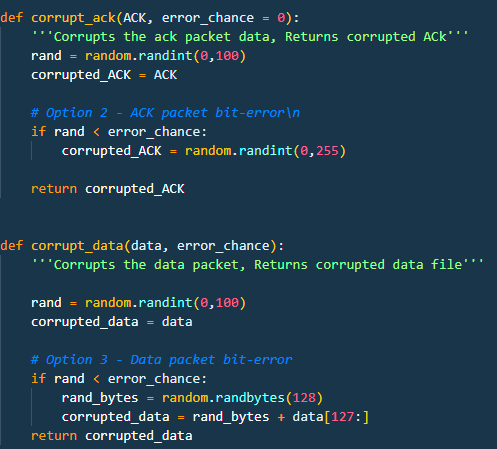 def corrupt_ack(ACK, error_chance = 0):
    '''Corrupts the ack packet data, Returns corrupted ACk'''
    rand = random.randint(0,100)
    corrupted_ACK = ACK

    # Option 2 - ACK packet bit-error\n
    if rand < error_chance:
        corrupted_ACK = random.randint(0,255)

    return corrupted_ACK


def corrupt_data(data, error_chance):
    '''Corrupts the data packet, Returns corrupted data file'''

    rand = random.randint(0,100)
    corrupted_data = data

    # Option 3 - Data packet bit-error
    if rand < error_chance:
        rand_bytes = random.randbytes(128)
        corrupted_data = rand_bytes + data[127:]
    return corrupted_data